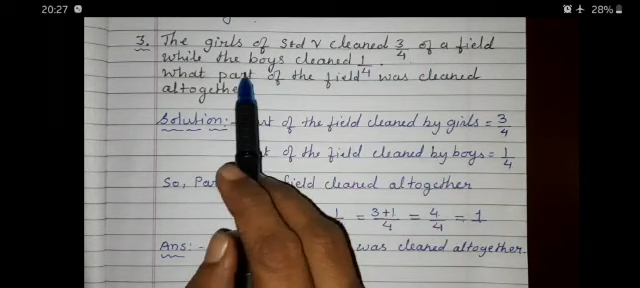 20:27
28%
3. The girls of Std V cleaned 3/4 of a field
while the boys cleaned 1/4.
What part of the field was cleaned
altogethe
Solution:- of the field cleaned by girls = 3/4
of the field cleaned by boys = 1/4
So, Par field cleaned altogether
= 3+1/4 = 4/4 = 1
Ans:- was cleaned altogether.